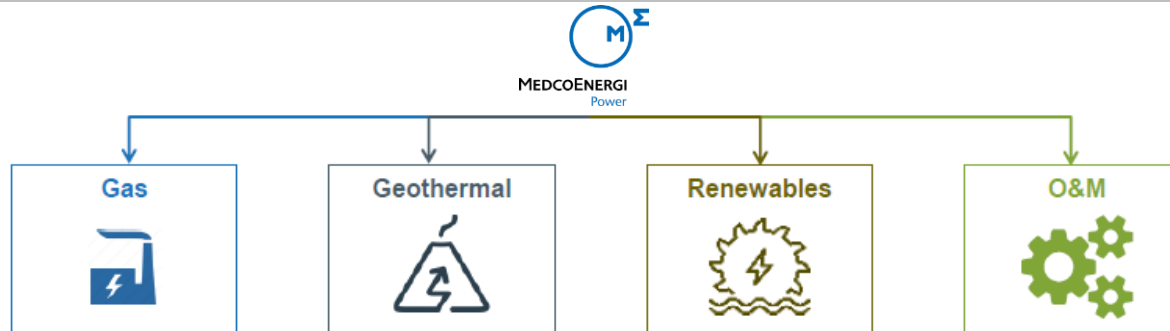 M Σ
MEDCOENERGI
Power
Gas
Geothermal
Renewables
O&M